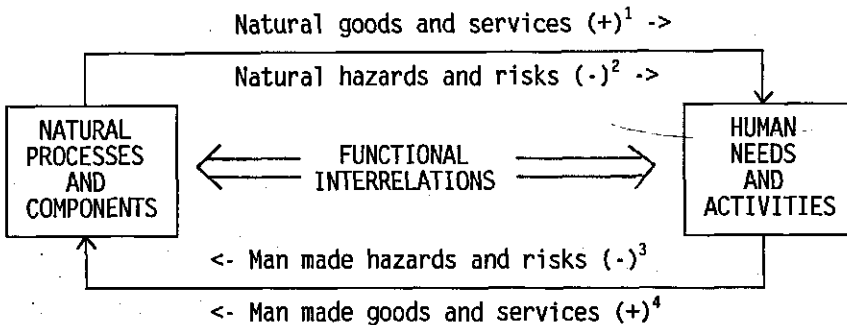 Natural goods and services (+)¹ ->
Natural hazards and risks (-)² ->
NATURAL
PROCESSES
AND
COMPONENTS
FUNCTIONAL
INTERRELATIONS
HUMAN
NEEDS
AND
ACTIVITIES
<- Man made hazards and risks (-)³
<- Man made goods and services (+)⁴